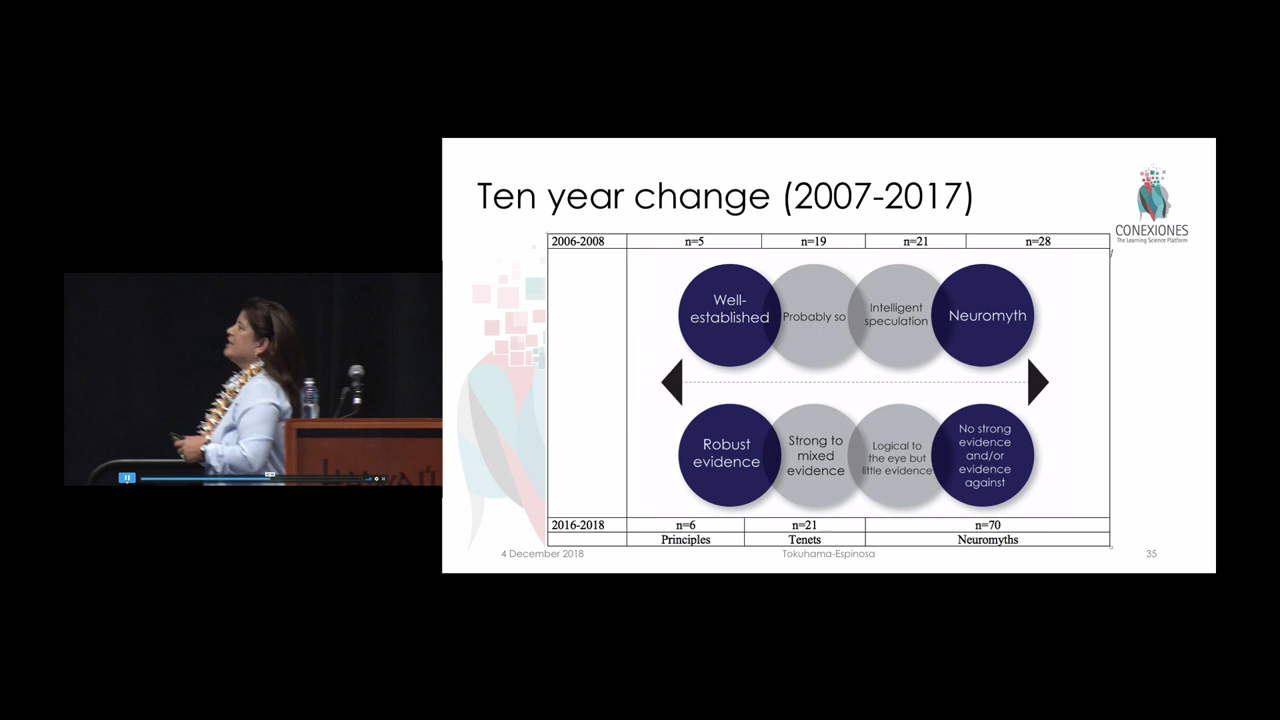 Ten year change (2007-2017)
CONEXIONES
The Learning Science Platform
2006-2008 n=5 n=19 n=21 n=28
Well-
established
Probably so
Intelligent
speculation
Neuromyth
Robust
evidence
Strong to
mixed
evidence
Logical to
the eye but
little evidence
No strong
evidence
and/or
evidence
against
2016-2018 n=6 n=21 n=70
Principles Tenets Neuromyths
4 December 2018 Tokuhama-Espinosa 35